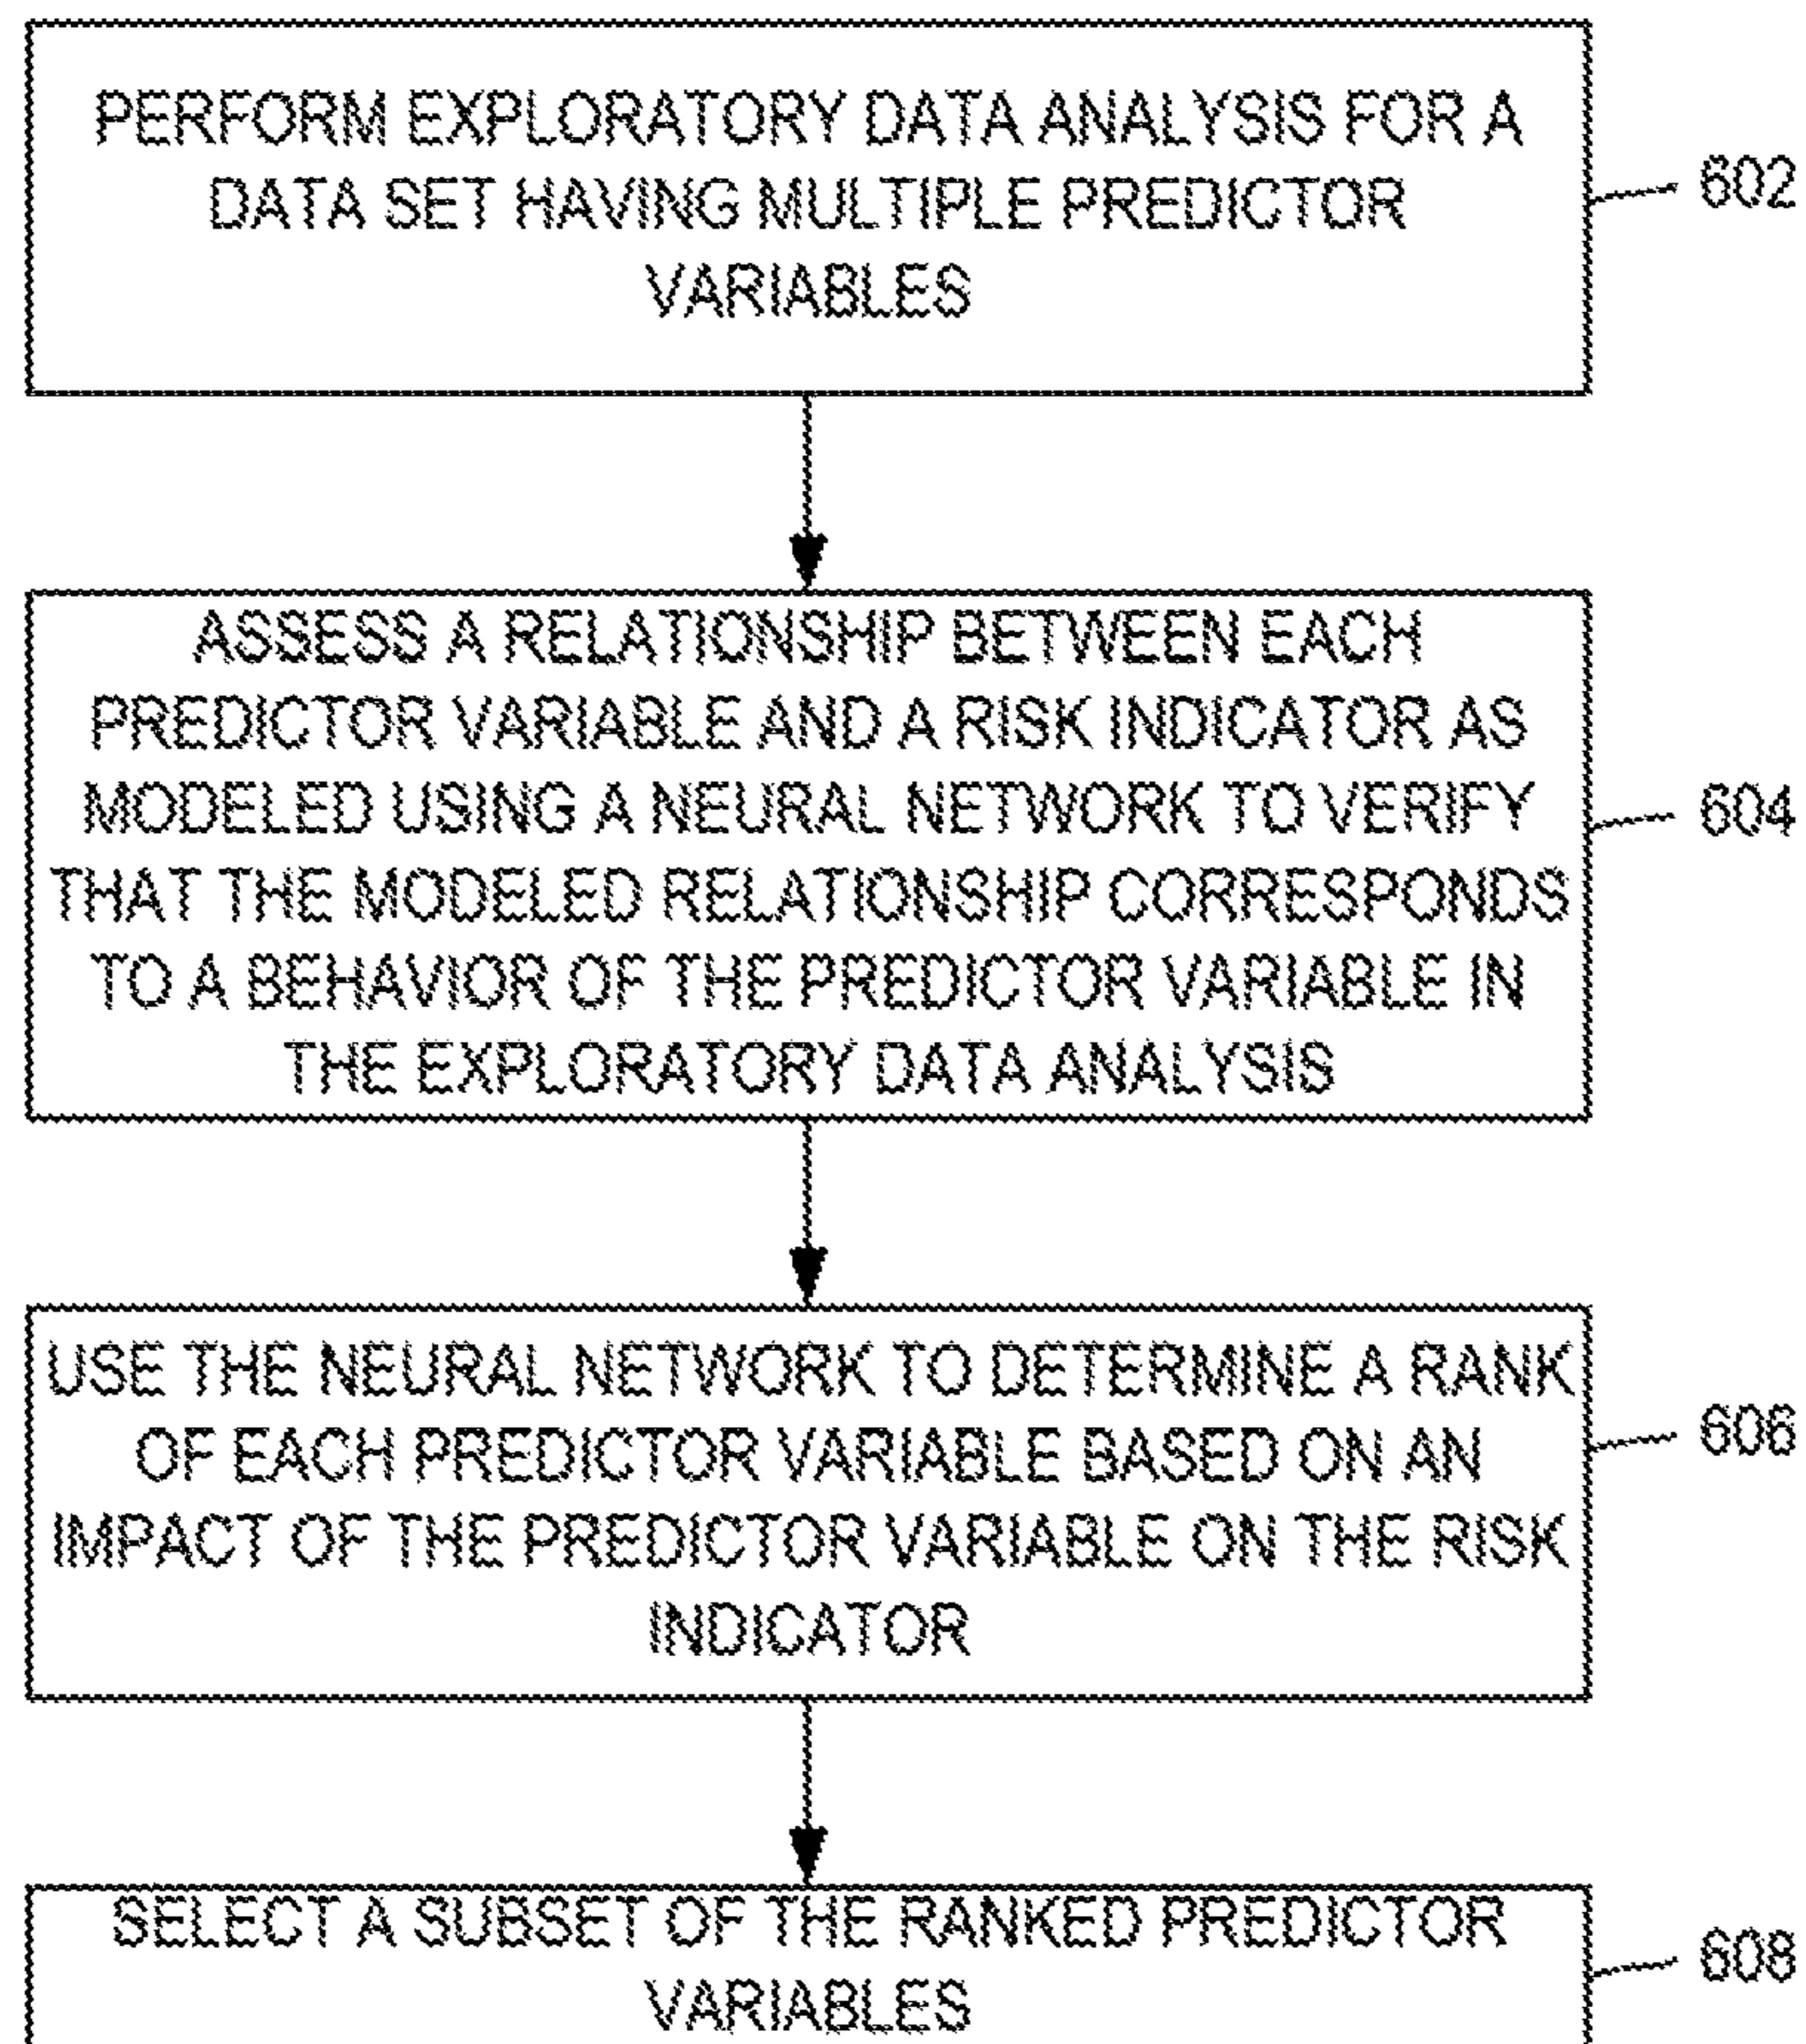 PERFORM EXPLORATORY DATA ANALYSIS FOR A
DATA SET HAVING MULTIPLE PREDICTOR
VARIABLES
602
ASSESS A RELATIONSHIP BETWEEN EACH
PREDICTOR VARIABLE AND A RISK INDICATOR AS
MODELED USING A NEURAL NETWORK TO VERIFY
THAT THE MODELED RELATIONSHIP CORRESPONDS
TO A BEHAVIOR OF THE PREDICTOR VARIABLE IN
THE EXPLORATORY DATA ANALYSIS
604
USE THE NEURAL NETWORK TO DETERMINE A RANK
OF EACH PREDICTOR VARIABLE BASED ON AN
IMPACT OF THE PREDICTOR VARIABLE ON THE RISK
INDICATOR
606
SELECT A SUBSET OF THE RANKED PREDICTOR
VARIABLES
608